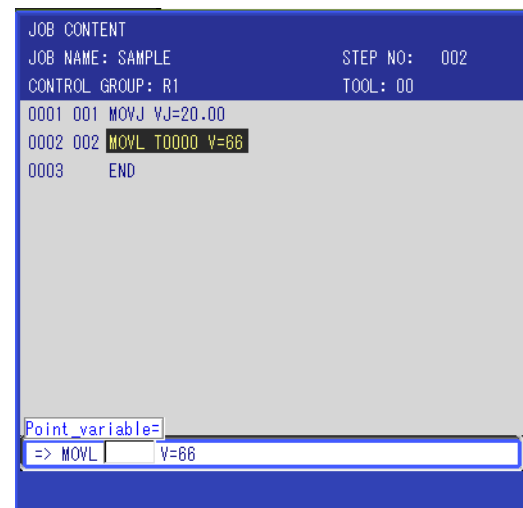 JOB CONTENT
JOB NAME: SAMPLE STEP NO: 002
CONTROL GROUP: R1 TOOL: 00
0001 001 MOVJ VJ=20.00
0002 002 MOVL T0000 V=66
0003 END
Point_variable=
=> MOVL V=66